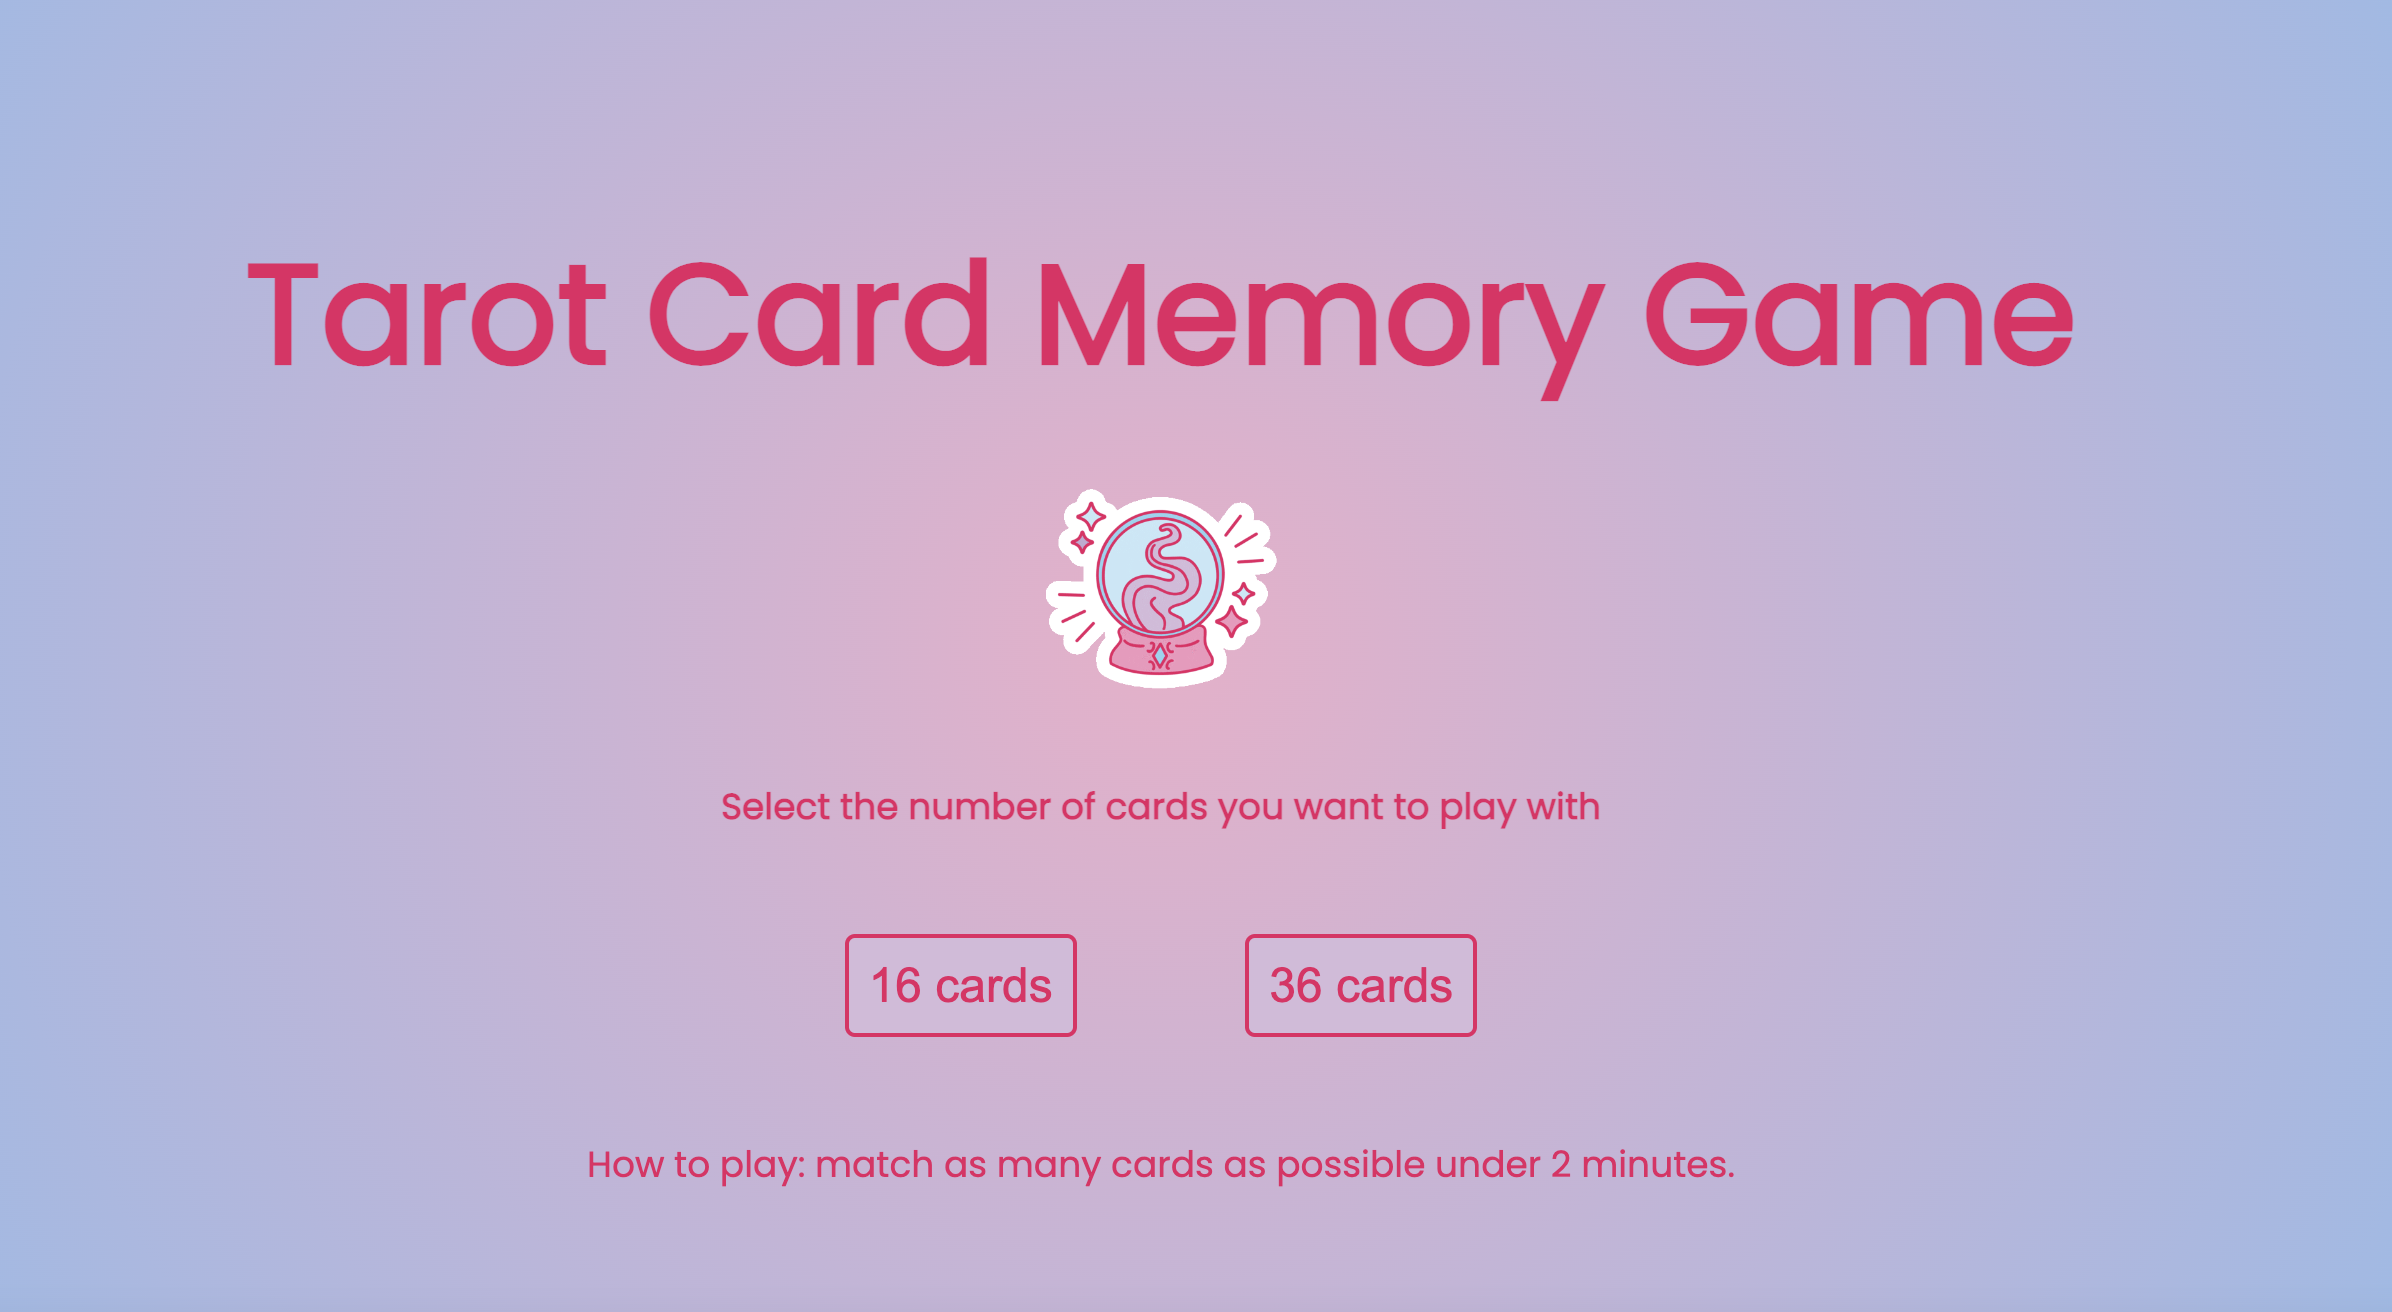 Tarot Card Memory Game
Select the number of cards you want to play with
16 cards
36 cards
How to play: match as many cards as possible under 2 minutes.